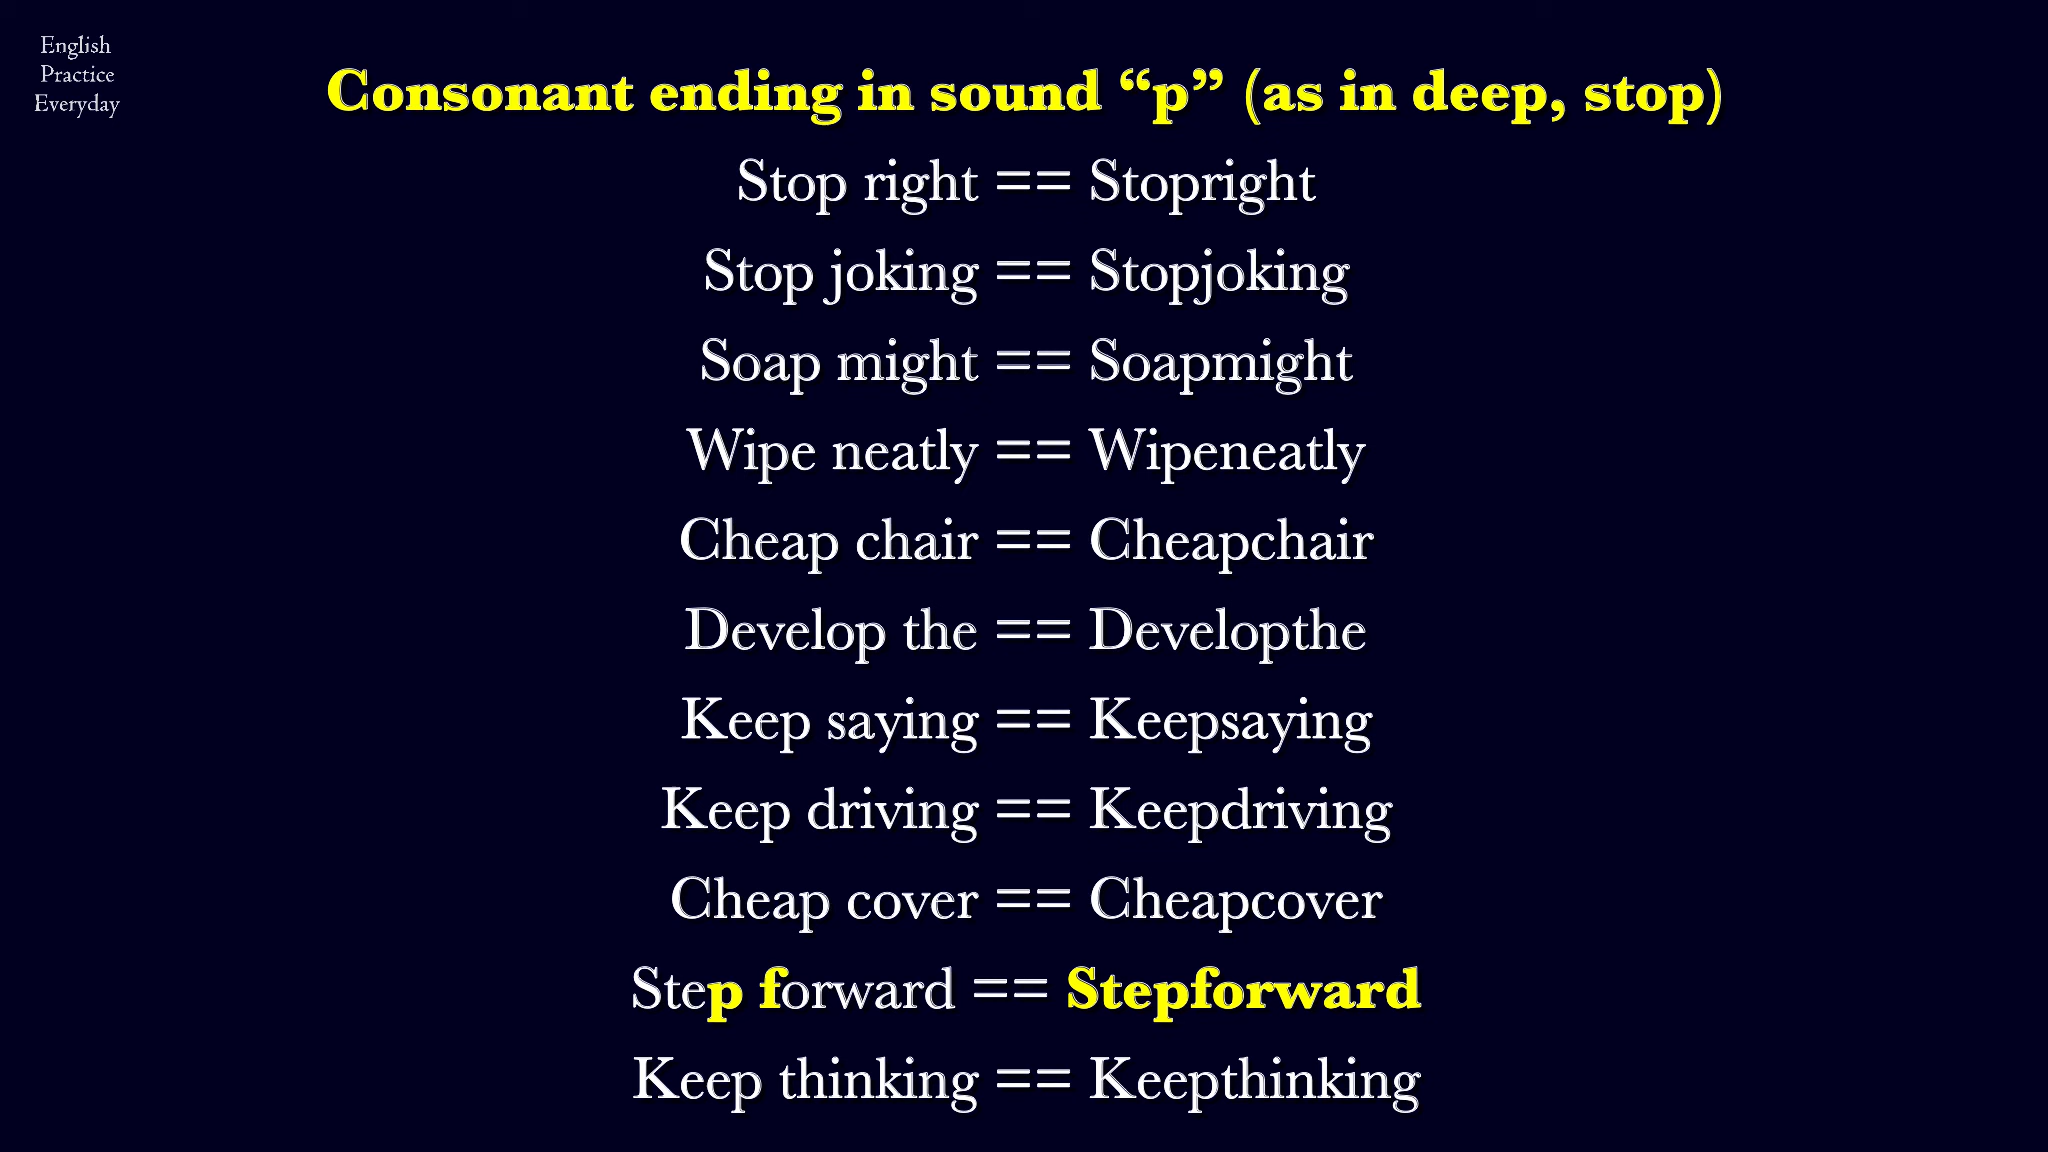 English
Practice
Everyday
Consonant ending in sound “p” (as in deep, stop)
Stop right == Stopright
Stop joking == Stopjoking
Soap might == Soapmight
Wipe neatly == Wipeneatly
Cheap chair == Cheapchair
Develop the == Developthe
Keep saying == Keepsaying
Keep driving == Keepdriving
Cheap cover == Cheapcover
Step forward == Stepforward
Keep thinking == Keepthinking